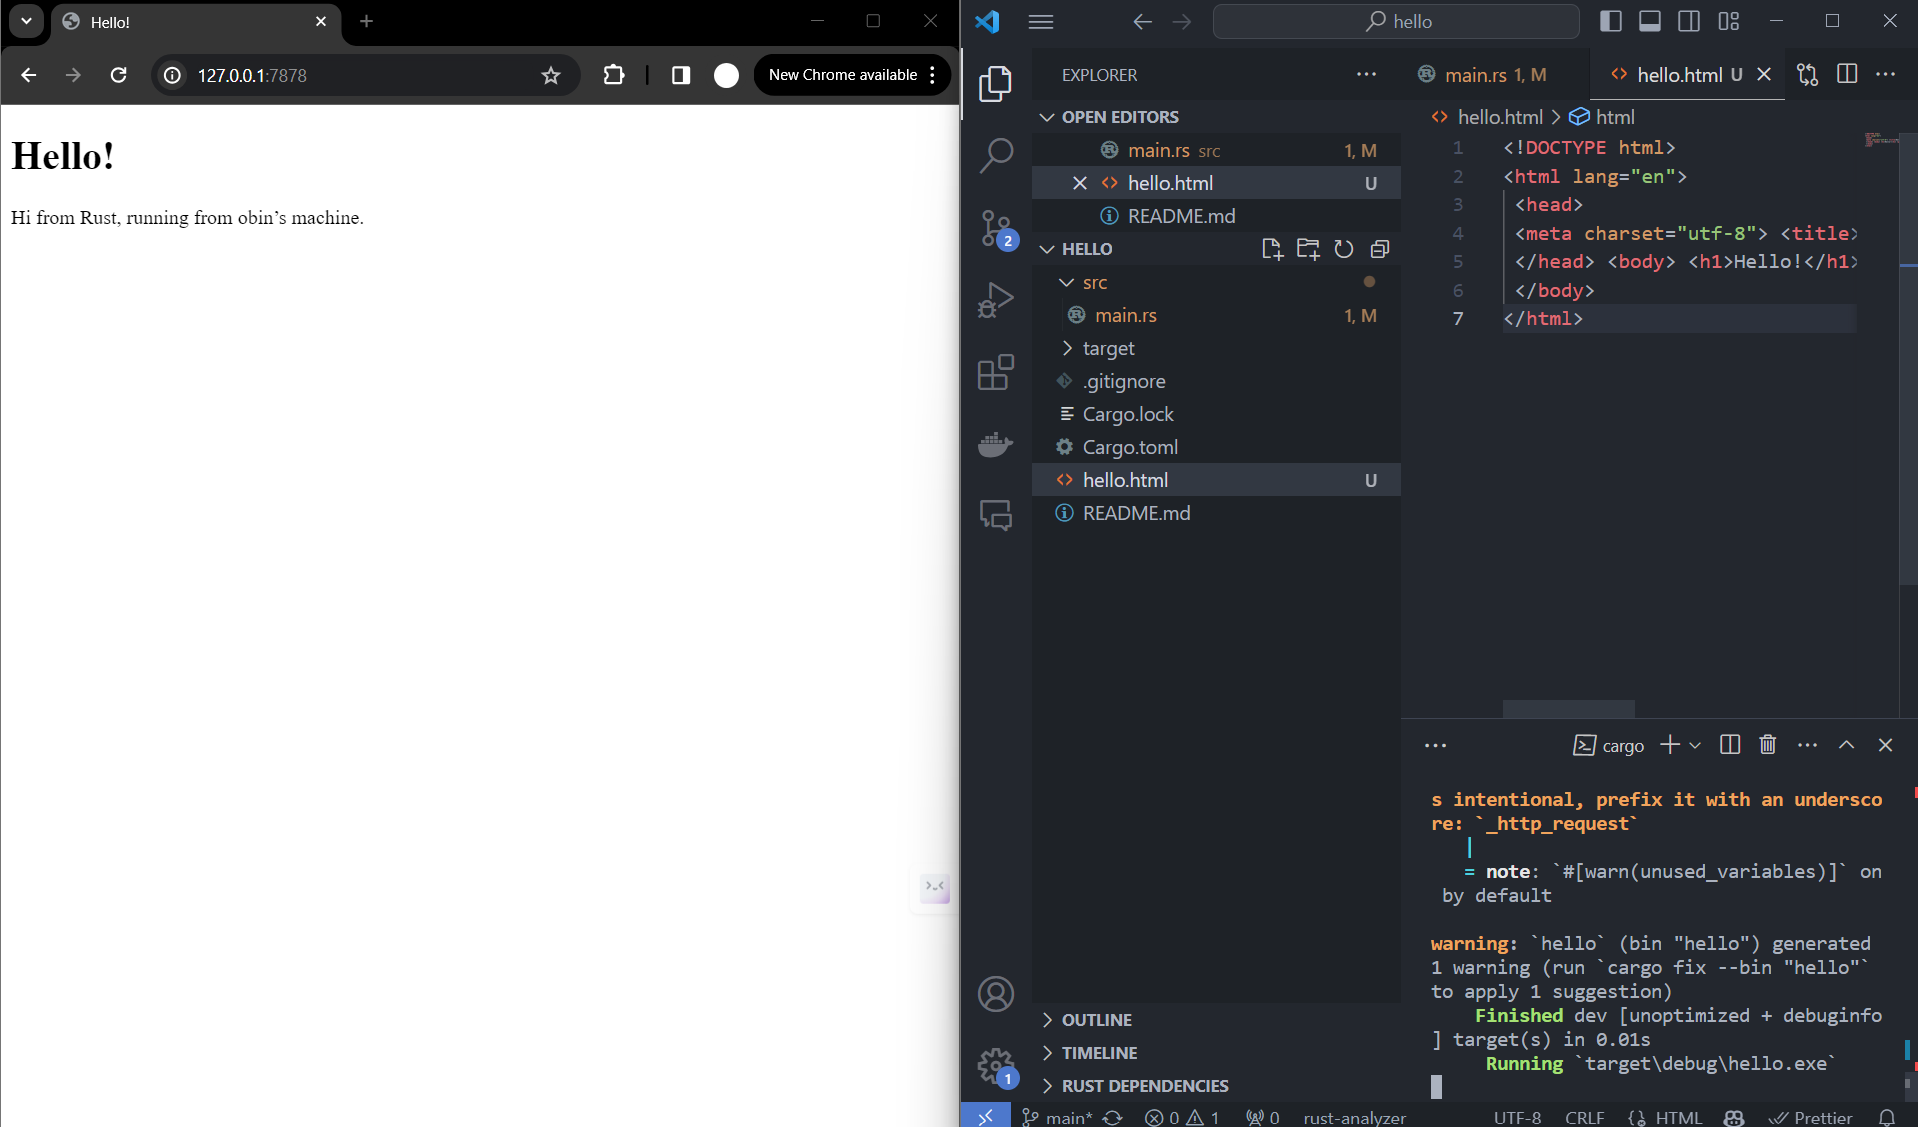 Hello!
127.0.0.1:7878
New Chrome available
Hello!
Hi from Rust, running from obin’s machine.
hello
EXPLORER
OPEN EDITORS
main.rs src 1, M
hello.html U
README.md
HELLO
src
main.rs 1, M
target
.gitignore
Cargo.lock
Cargo.toml
hello.html U
README.md
OUTLINE
TIMELINE
RUST DEPENDENCIES
2
1
main.rs 1, M
hello.html U
hello.html > html
1 <!DOCTYPE html>
2 <html lang="en">
3 <head>
4 <meta charset="utf-8"> <title>
5 </head> <body> <h1>Hello!</h1>
6 </body>
7 </html>
cargo
s intentional, prefix it with an undersco
re: `_http_request`
|
= note: `#[warn(unused_variables)]` on
by default
warning: `hello` (bin "hello") generated
1 warning (run `cargo fix --bin "hello"`
to apply 1 suggestion)
Finished dev [unoptimized + debuginfo
] target(s) in 0.01s
Running `target\debug\hello.exe`
main* 0 1 0 rust-analyzer UTF-8 CRLF HTML Prettier